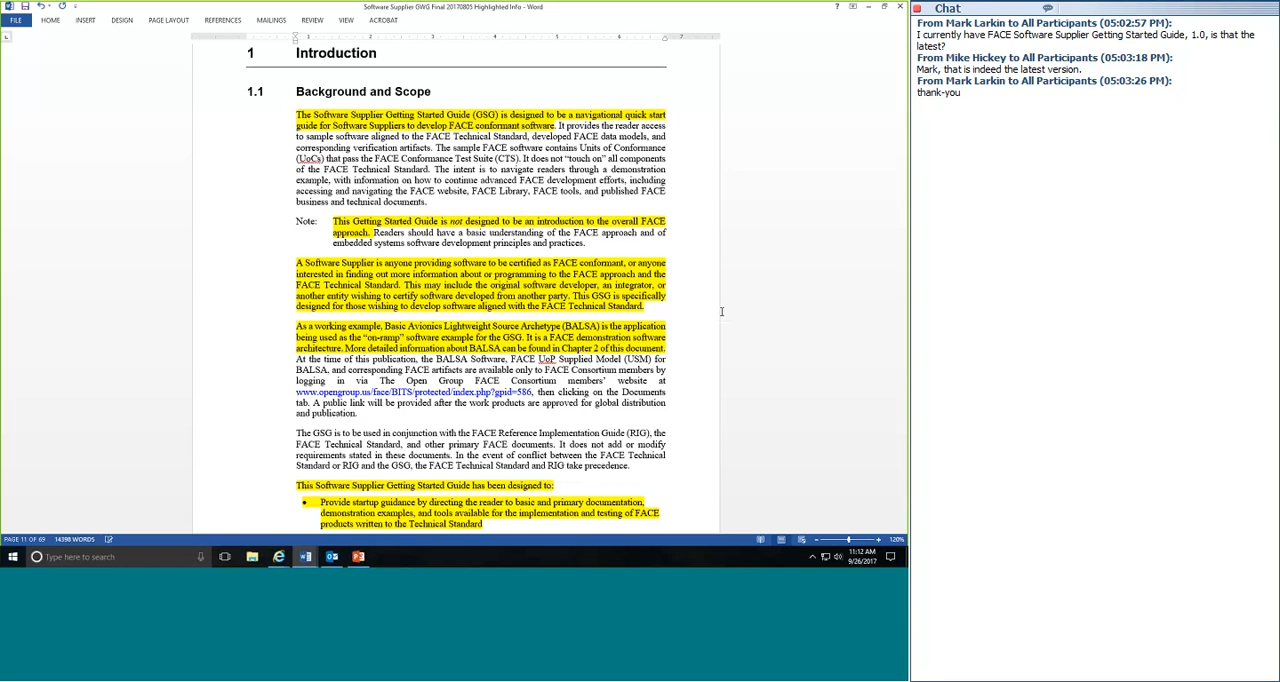 Software Supplier GWG Final 20170805 Highlighted Info - Word
FILE HOME INSERT DESIGN PAGE LAYOUT REFERENCES MAILINGS REVIEW VIEW ACROBAT
1 Introduction
1.1 Background and Scope
The Software Supplier Getting Started Guide (GSG) is designed to be a navigational quick start
guide for Software Suppliers to develop FACE conformant software. It provides the reader access
to sample software aligned to the FACE Technical Standard, developed FACE data models, and
corresponding verification artifacts. The sample FACE software contains Units of Conformance
(UoCs) that pass the FACE Conformance Test Suite (CTS). It does not “touch on” all components
of the FACE Technical Standard. The intent is to navigate readers through a demonstration
example, with information on how to continue advanced FACE development efforts, including
accessing and navigating the FACE website, FACE Library, FACE tools, and published FACE
business and technical documents.
Note: This Getting Started Guide is not designed to be an introduction to the overall FACE
approach. Readers should have a basic understanding of the FACE approach and of
embedded systems software development principles and practices.
A Software Supplier is anyone providing software to be certified as FACE conformant, or anyone
interested in finding out more information about or programming to the FACE approach and the
FACE Technical Standard. This may include the original software developer, an integrator, or
another entity wishing to certify software developed from another party. This GSG is specifically
designed for those wishing to develop software aligned with the FACE Technical Standard.
As a working example, Basic Avionics Lightweight Source Archetype (BALSA) is the application
being used as the “on-ramp” software example for the GSG. It is a FACE demonstration software
architecture. More detailed information about BALSA can be found in Chapter 2 of this document.
At the time of this publication, the BALSA Software, FACE UoP Supplied Model (USM) for
BALSA, and corresponding FACE artifacts are available only to FACE Consortium members by
logging in via The Open Group FACE Consortium members’ website at
www.opengroup.us/face/BITS/protected/index.php?gpid=586, then clicking on the Documents
tab. A public link will be provided after the work products are approved for global distribution
and publication.
The GSG is to be used in conjunction with the FACE Reference Implementation Guide (RIG), the
FACE Technical Standard, and other primary FACE documents. It does not add or modify
requirements stated in these documents. In the event of conflict between the FACE Technical
Standard or RIG and the GSG, the FACE Technical Standard and RIG take precedence.
This Software Supplier Getting Started Guide has been designed to:
• Provide startup guidance by directing the reader to basic and primary documentation,
demonstration examples, and tools available for the implementation and testing of FACE
products written to the Technical Standard
PAGE 11 OF 69 14398 WORDS 120%
Type here to search
11:12 AM
9/26/2017
Chat
From Mark Larkin to All Participants (05:02:57 PM):
I currently have FACE Software Supplier Getting Started Guide, 1.0, is that the
latest?
From Mike Hickey to All Participants (05:03:18 PM):
Mark, that is indeed the latest version.
From Mark Larkin to All Participants (05:03:26 PM):
thank-you